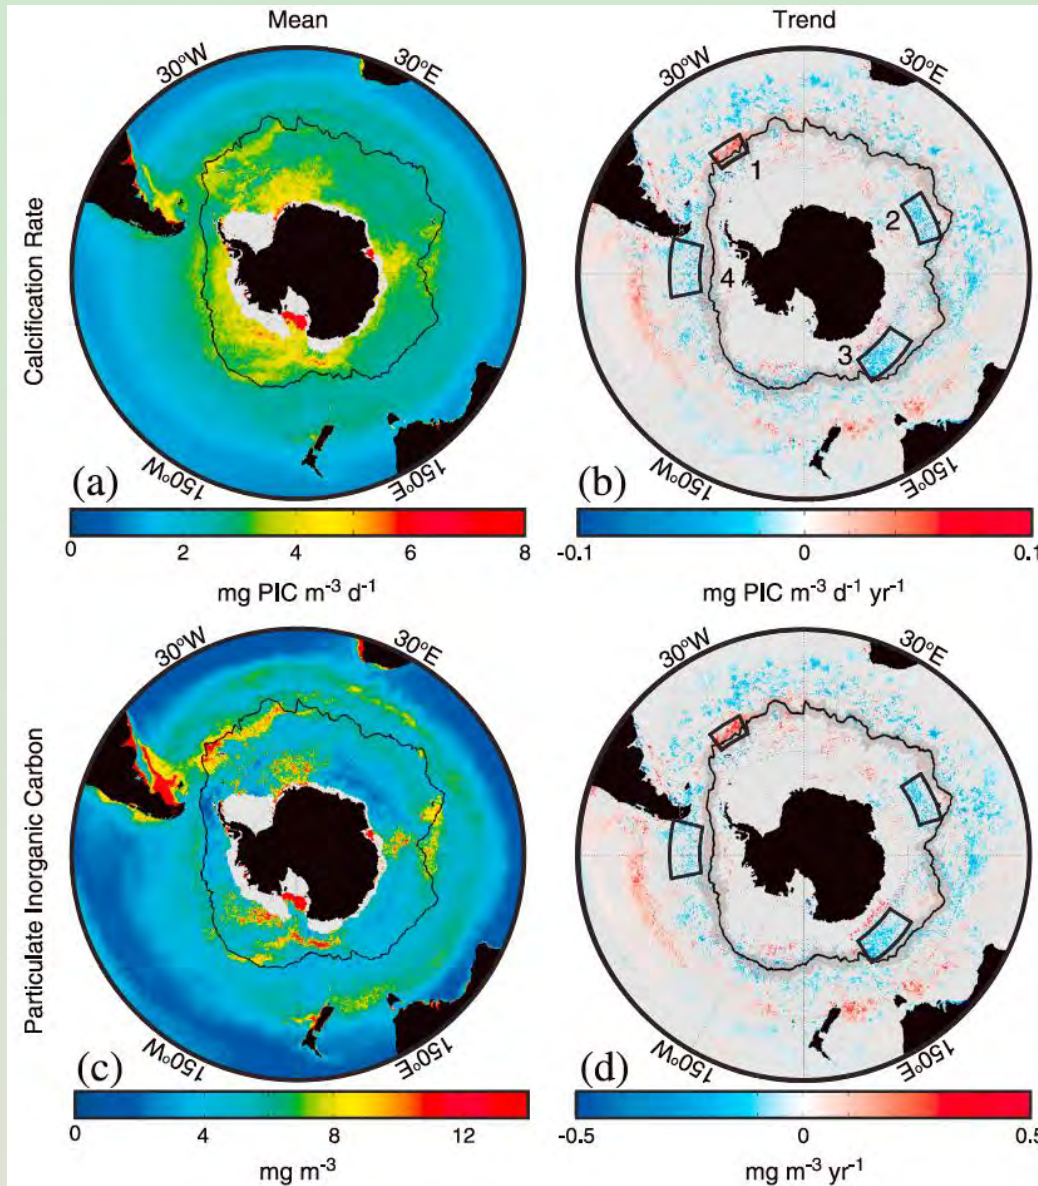 Mean
Trend
30°W
30°E
30°W
30°E
Calcification Rate
1
2
4
3
150°W
150°E
150°W
150°E
(a)
(b)
0
2
4
6
8
-0.1
0
0.1
mg PIC m⁻³ d⁻¹
mg PIC m⁻³ d⁻¹ yr⁻¹
30°W
30°E
30°W
30°E
Particulate Inorganic Carbon
150°W
150°E
150°W
150°E
(c)
(d)
0
4
8
12
-0.5
0
0.5
mg m⁻³
mg m⁻³ yr⁻¹